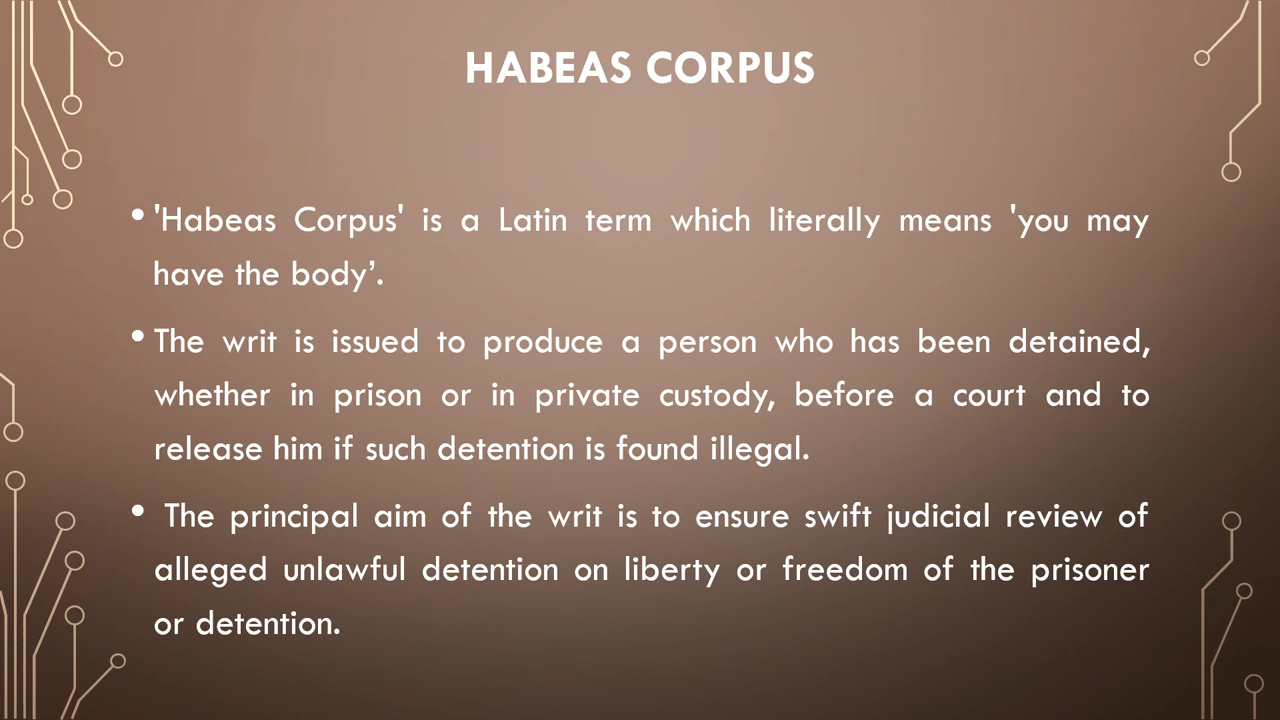 HABEAS CORPUS
• 'Habeas Corpus' is a Latin term which literally means 'you may
have the body’.
• The writ is issued to produce a person who has been detained,
whether in prison or in private custody, before a court and to
release him if such detention is found illegal.
• The principal aim of the writ is to ensure swift judicial review of
alleged unlawful detention on liberty or freedom of the prisoner
or detention.